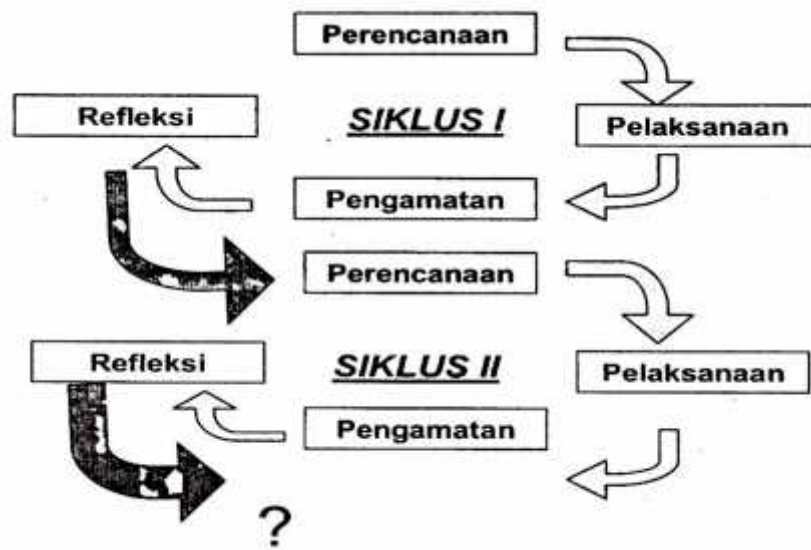 Perencanaan
Refleksi
SIKLUS I
Pelaksanaan
Pengamatan
Perencanaan
Refleksi
SIKLUS II
Pelaksanaan
Pengamatan
?